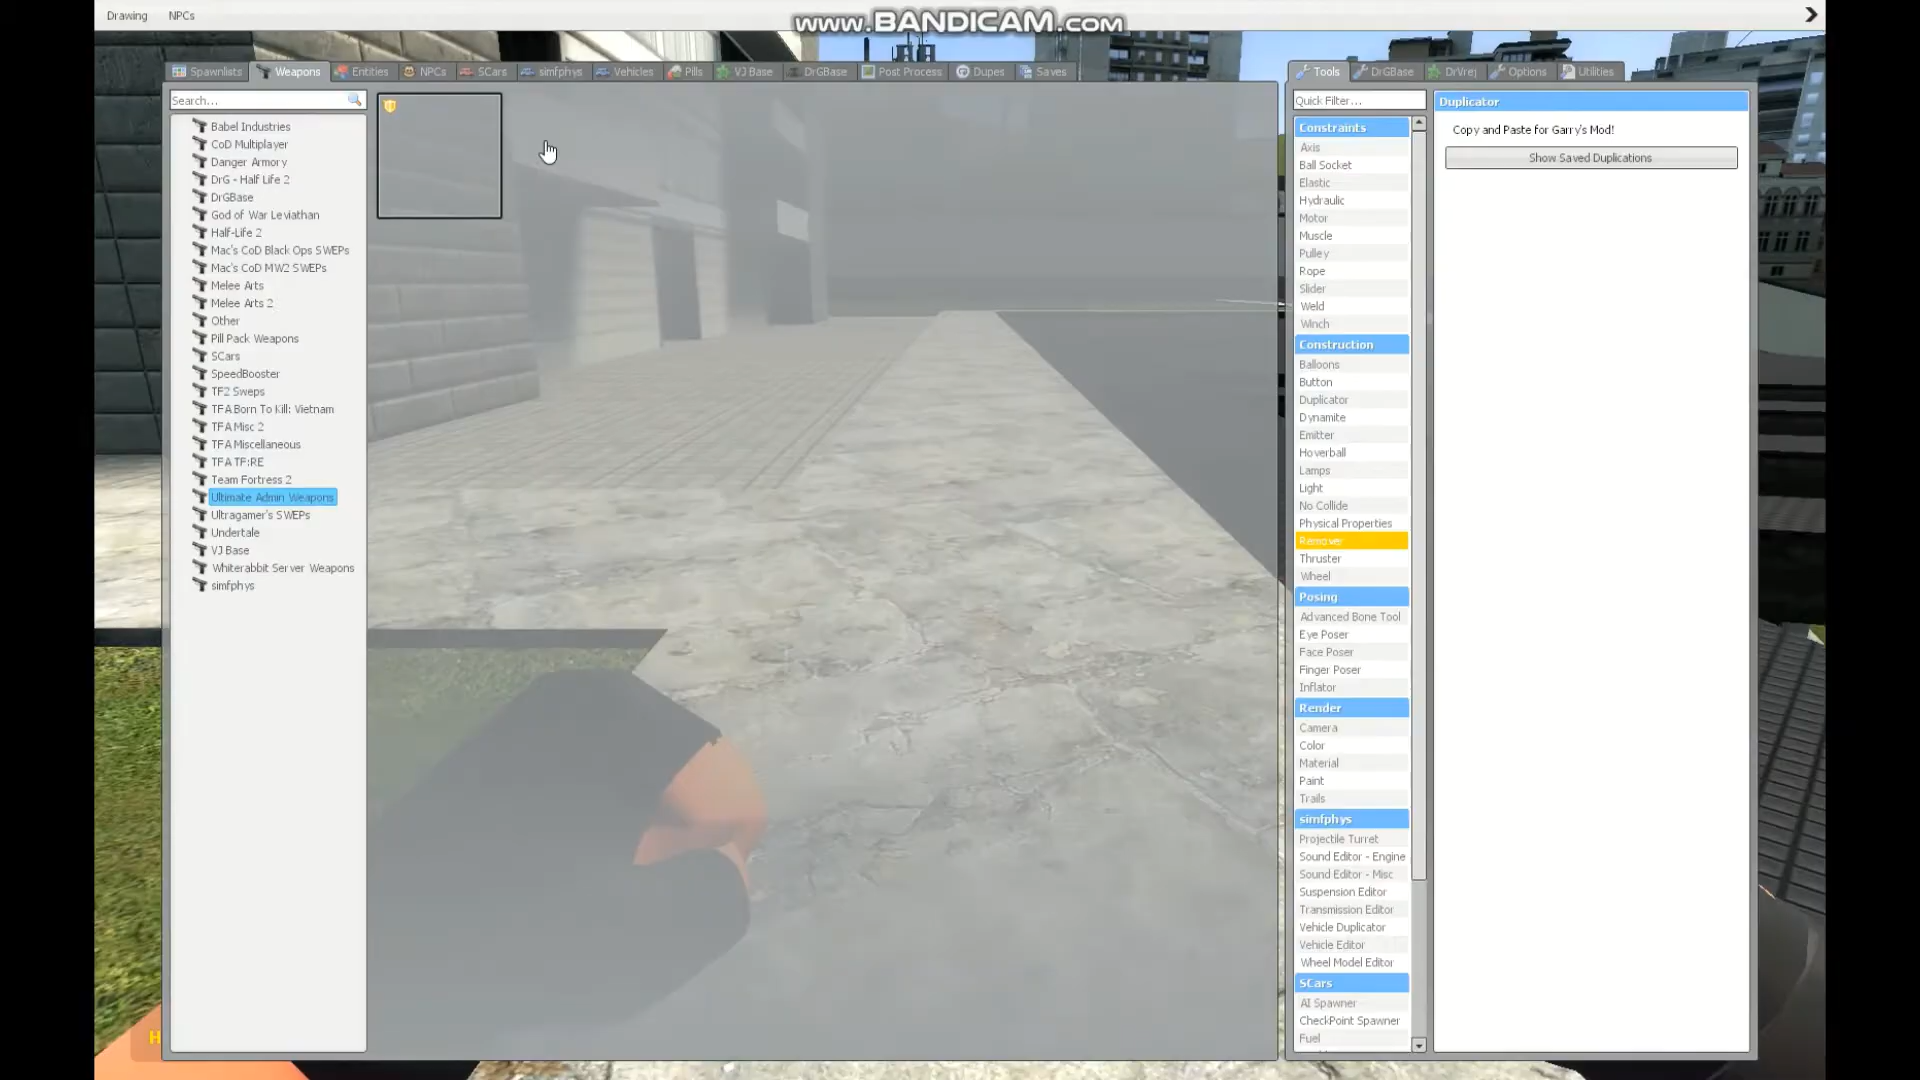 Drawing NPCs
www.BANDICAM.com
Spawnlists Weapons Entities NPCs SCars simfphys Vehicles Pills VJ Base DrGBase Post Process Dupes Saves
Tools DrGBase DrVrej Options Utilities
Search...
Babel Industries
CoD Multiplayer
Danger Armory
DrG - Half Life 2
DrGBase
God of War Leviathan
Half-Life 2
Mac's CoD Black Ops SWEPs
Mac's CoD MW2 SWEPs
Melee Arts
Melee Arts 2
Other
Pill Pack Weapons
SCars
SpeedBooster
TF2 Sweps
TFA Born To Kill: Vietnam
TFA Misc 2
TFA Miscellaneous
TFA TF:RE
Team Fortress 2
Ultimate Admin Weapons
Ultragamer's SWEPs
Undertale
VJ Base
Whiterabbit Server Weapons
simfphys
H
Quick Filter...
Constraints
Axis
Ball Socket
Elastic
Hydraulic
Motor
Muscle
Pulley
Rope
Slider
Weld
Winch
Construction
Balloons
Button
Duplicator
Dynamite
Emitter
Hoverball
Lamps
Light
No Collide
Physical Properties
Remover
Thruster
Wheel
Posing
Advanced Bone Tool
Eye Poser
Face Poser
Finger Poser
Inflator
Render
Camera
Color
Material
Paint
Trails
simfphys
Projectile Turret
Sound Editor - Engine
Sound Editor - Misc
Suspension Editor
Transmission Editor
Vehicle Duplicator
Vehicle Editor
Wheel Model Editor
SCars
AI Spawner
CheckPoint Spawner
Fuel
Duplicator
Copy and Paste for Garry's Mod!
Show Saved Duplications